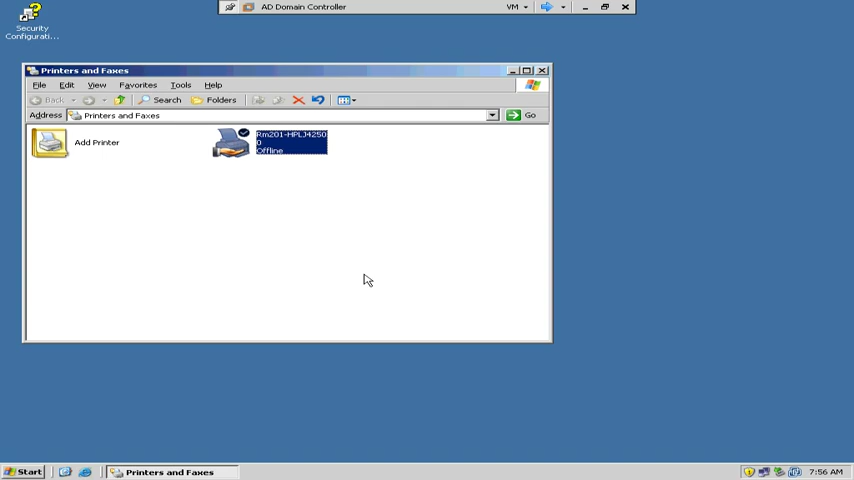 AD Domain Controller
VM
Security
Configurati...
Printers and Faxes
File Edit View Favorites Tools Help
Back Search Folders
Address Printers and Faxes Go
Add Printer
Rm201-HPLJ4250
0
Offline
Start Printers and Faxes 7:56 AM